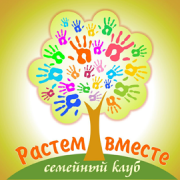 Растем вместе
семейный клуб